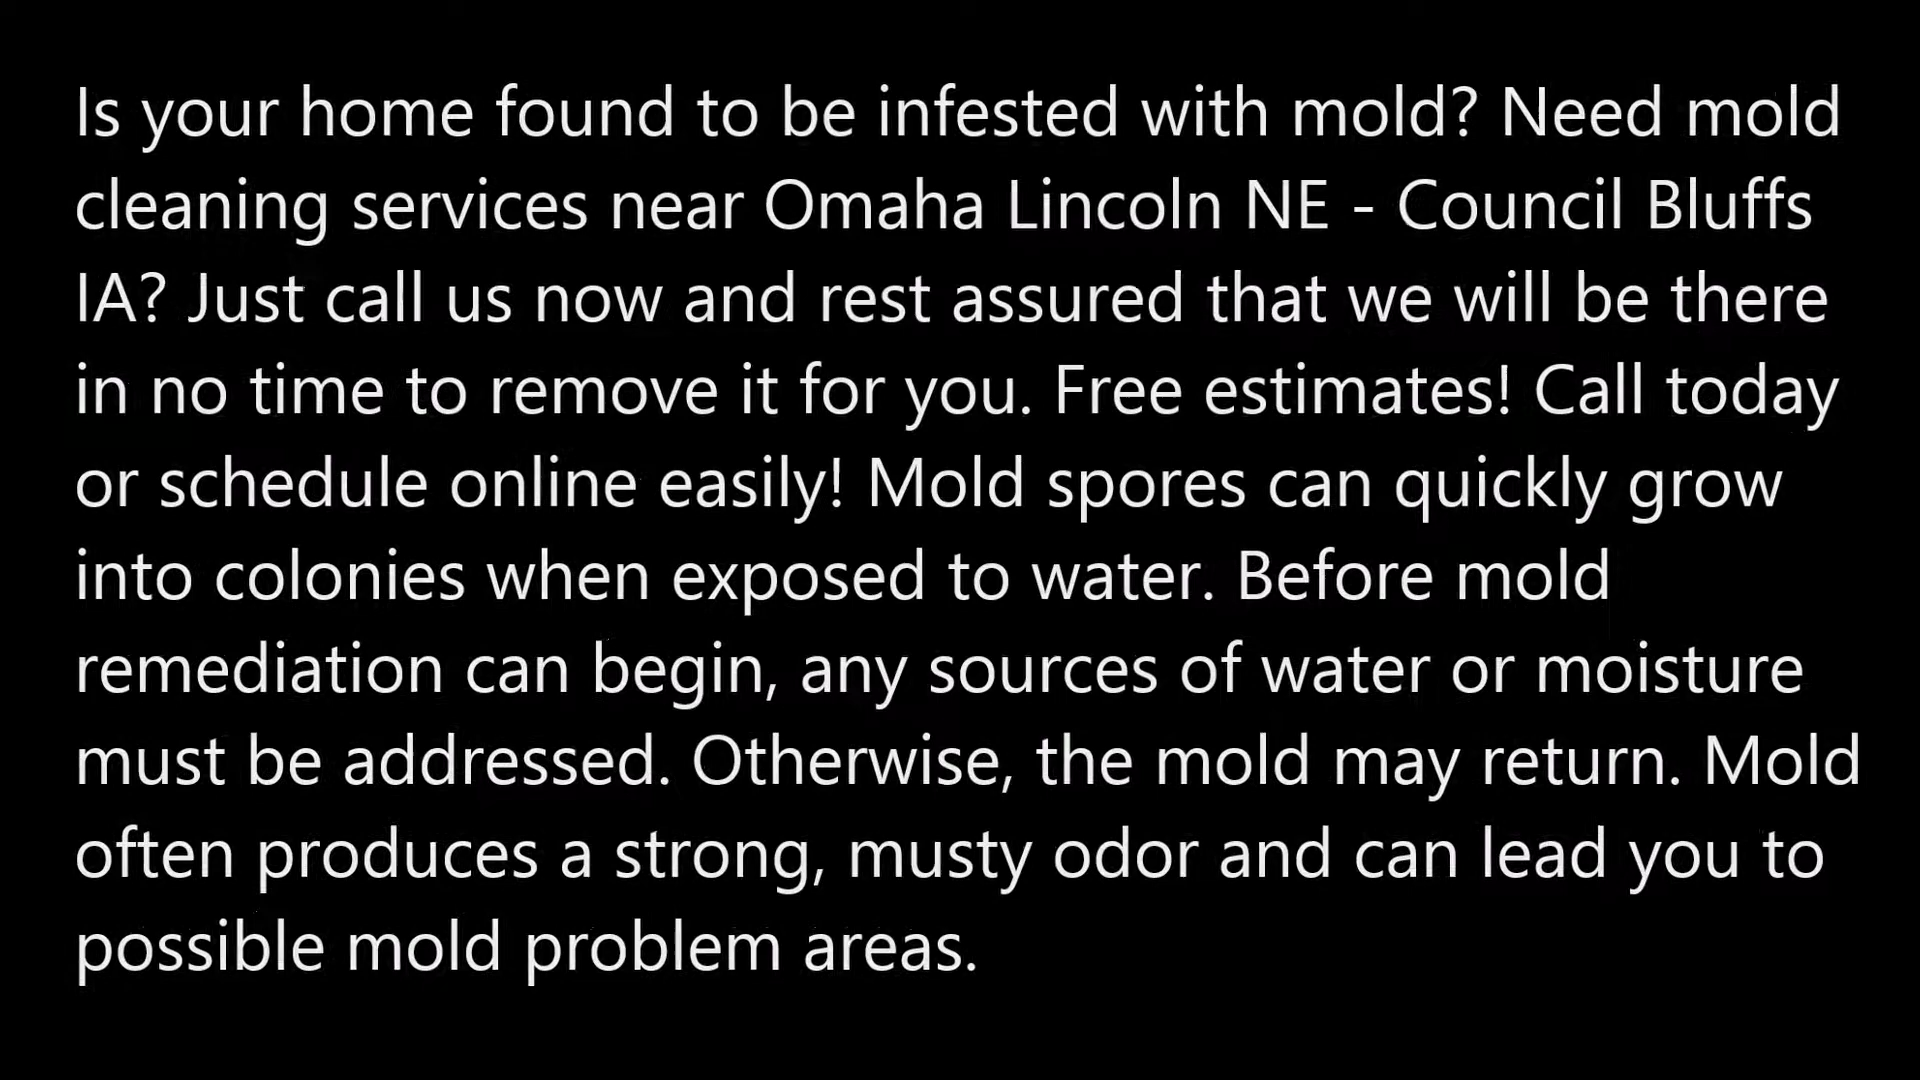 Is your home found to be infested with mold? Need mold
cleaning services near Omaha Lincoln NE - Council Bluffs
IA? Just call us now and rest assured that we will be there
in no time to remove it for you. Free estimates! Call today
or schedule online easily! Mold spores can quickly grow
into colonies when exposed to water. Before mold
remediation can begin, any sources of water or moisture
must be addressed. Otherwise, the mold may return. Mold
often produces a strong, musty odor and can lead you to
possible mold problem areas.